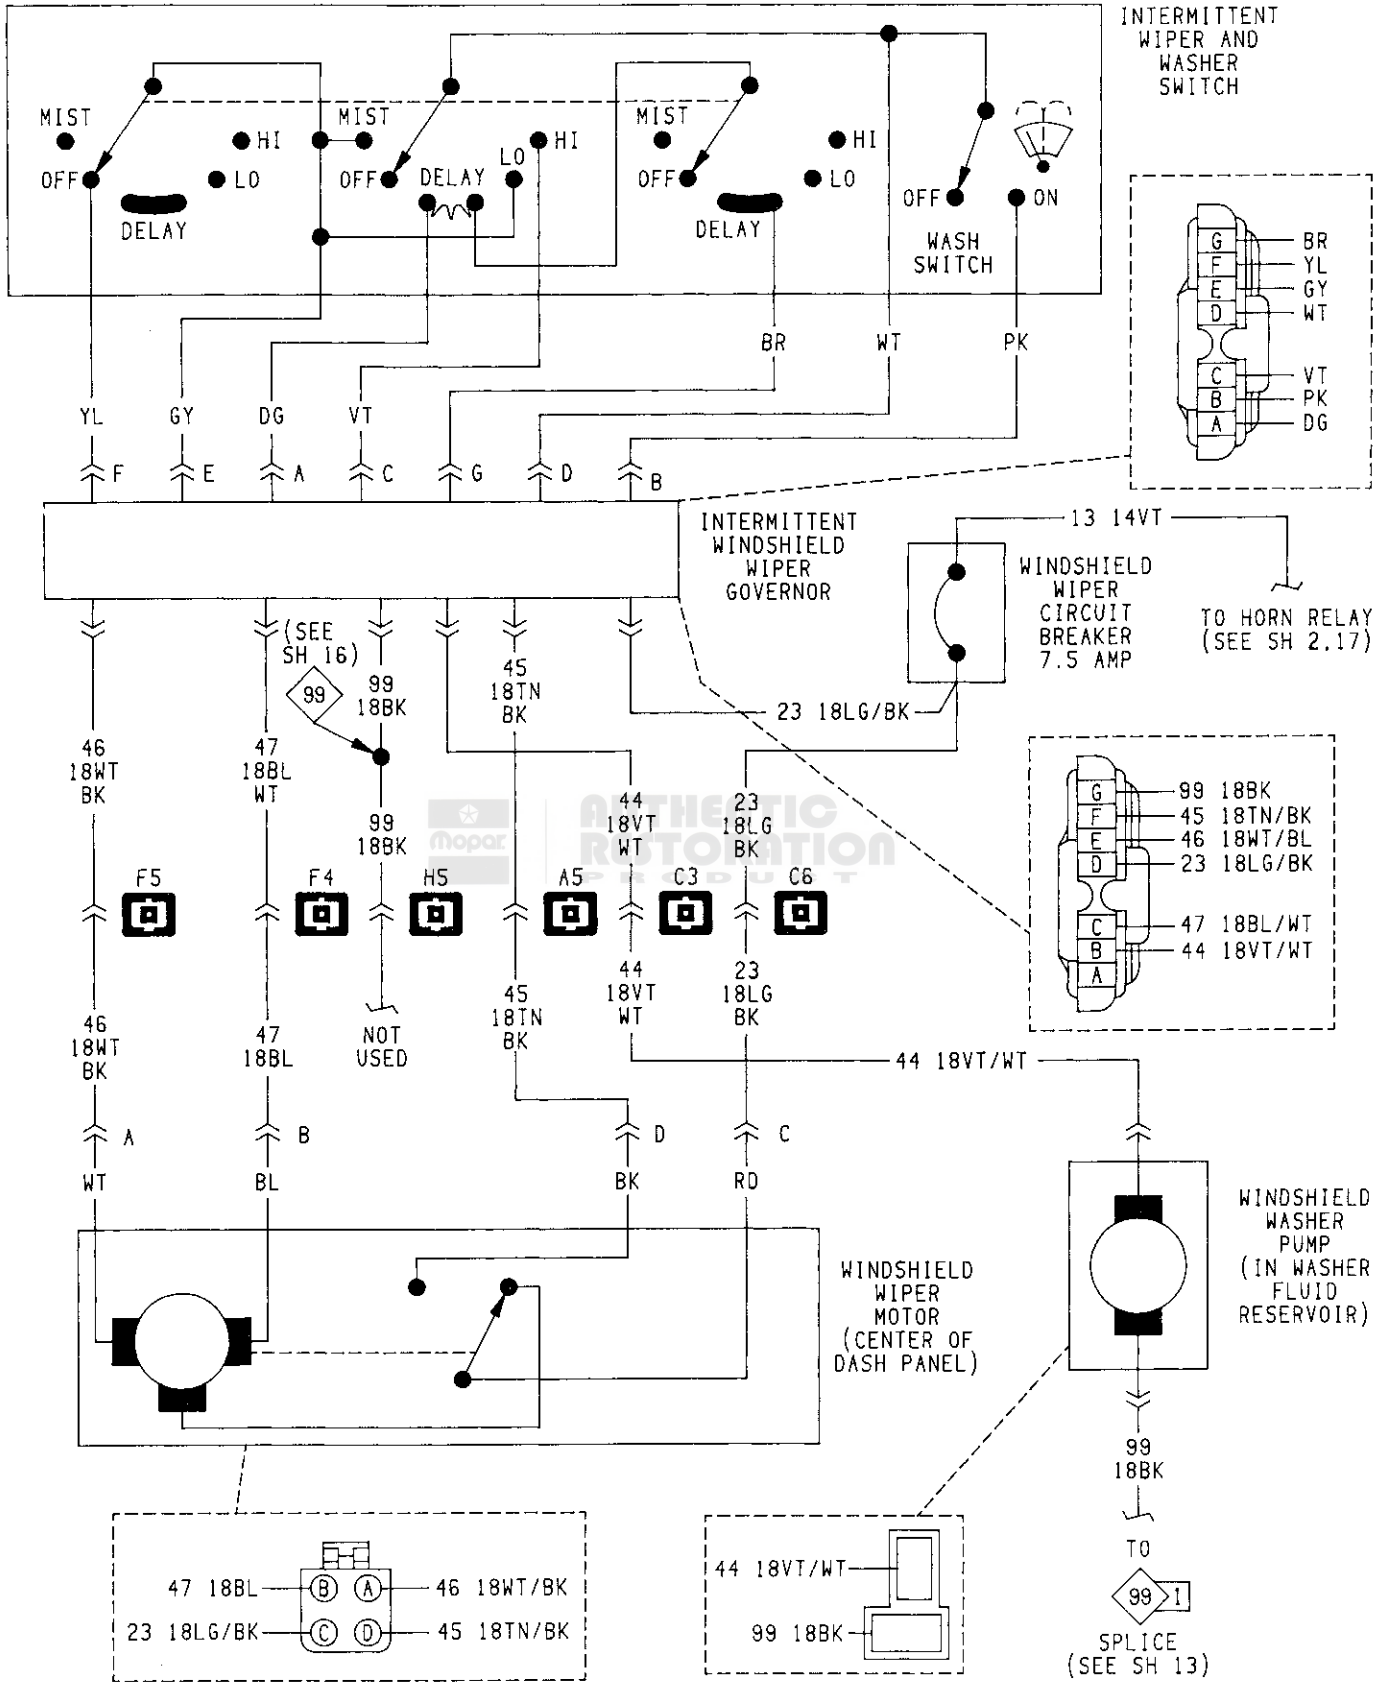 INTERMITTENT
WIPER AND
WASHER
SWITCH
MIST
HI
MIST
HI
MIST
HI
OFF
LO
OFF
DELAY
LO
OFF
LO
OFF
ON
DELAY
DELAY
WASH
SWITCH
G
BR
F
YL
E
GY
D
WT
C
VT
B
PK
A
DG
BR
WT
PK
YL
GY
DG
VT
F
E
A
C
G
D
B
INTERMITTENT
WINDSHIELD
WIPER
GOVERNOR
13 14VT
WINDSHIELD
WIPER
CIRCUIT
BREAKER
7.5 AMP
TO HORN RELAY
(SEE SH 2,17)
(SEE
SH 16)
99
99
18BK
45
18TN
BK
23 18LG/BK
46
18WT
BK
47
18BL
WT
99
18BK
44
18VT
WT
23
18LG
BK
Mopar
AUTHENTIC
RESTORATION
PRODUCT
G
99 18BK
F
45 18TN/BK
E
46 18WT/BL
D
23 18LG/BK
C
47 18BL/WT
B
44 18VT/WT
A
F5
F4
H5
A5
C3
C6
46
18WT
BK
47
18BL
NOT
USED
45
18TN
BK
44
18VT
WT
23
18LG
BK
44 18VT/WT
A
B
D
C
WT
BL
BK
RD
WINDSHIELD
WIPER
MOTOR
(CENTER OF
DASH PANEL)
WINDSHIELD
WASHER
PUMP
(IN WASHER
FLUID
RESERVOIR)
99
18BK
TO
99
1
SPLICE
(SEE SH 13)
47 18BL
B
A
46 18WT/BK
23 18LG/BK
C
D
45 18TN/BK
44 18VT/WT
99 18BK